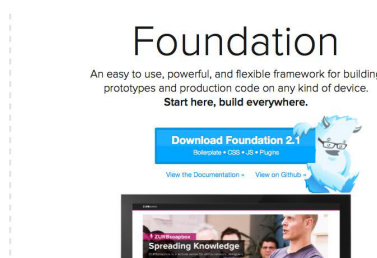 Foundation
An easy to use, powerful, and flexible framework for building
prototypes and production code on any kind of device.
Start here, build everywhere.
Download Foundation 2.1
Boilerplate • CSS • JS • Plugins
View the Documentation » View on Github »
ZURBsoapbox
Spreading Knowledge